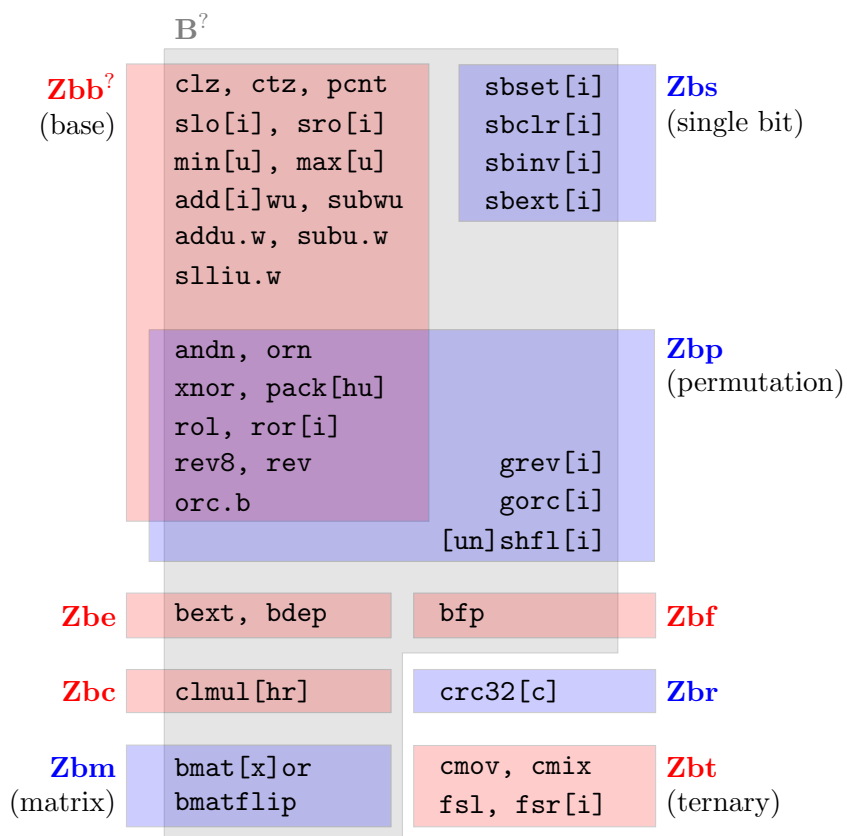 B?
Zbb?
(base)
clz, ctz, pcnt
slo[i], sro[i]
min[u], max[u]
add[i]wu, subwu
addu.w, subu.w
slliu.w
sbset[i]
sbclr[i]
sbinv[i]
sbext[i]
Zbs
(single bit)
andn, orn
xnor, pack[hu]
rol, ror[i]
rev8, rev
orc.b
grev[i]
gorc[i]
[un]shfl[i]
Zbp
(permutation)
Zbe
bext, bdep
bfp
Zbf
Zbc
clmul[hr]
crc32[c]
Zbr
Zbm
(matrix)
bmat[x]or
bmatflip
cmov, cmix
fsl, fsr[i]
Zbt
(ternary)